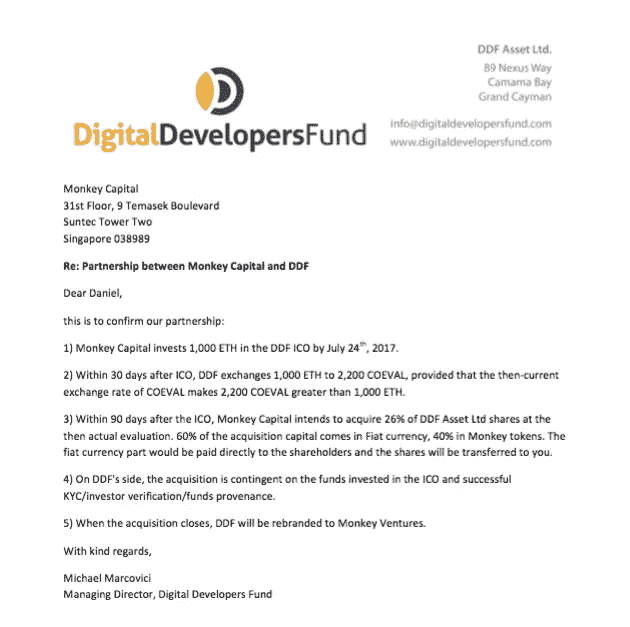 DDF Asset Ltd.
89 Nexus Way
Camama Bay
Grand Cayman
info@digitaldevelopersfund.com
www.digitaldevelopersfund.com
DigitalDevelopersFund
Monkey Capital
31st Floor, 9 Temasek Boulevard
Suntec Tower Two
Singapore 038989
Re: Partnership between Monkey Capital and DDF
Dear Daniel,
this is to confirm our partnership:
1) Monkey Capital invests 1,000 ETH in the DDF ICO by July 24th, 2017.
2) Within 30 days after ICO, DDF exchanges 1,000 ETH to 2,200 COEVAL, provided that the then-current
exchange rate of COEVAL makes 2,200 COEVAL greater than 1,000 ETH.
3) Within 90 days after the ICO, Monkey Capital intends to acquire 26% of DDF Asset Ltd shares at the
then actual evaluation. 60% of the acquisition capital comes in Fiat currency, 40% in Monkey tokens. The
fiat currency part would be paid directly to the shareholders and the shares will be transferred to you.
4) On DDF's side, the acquisition is contingent on the funds invested in the ICO and successful
KYC/investor verification/funds provenance.
5) When the acquisition closes, DDF will be rebranded to Monkey Ventures.
With kind regards,
Michael Marcovici
Managing Director, Digital Developers Fund